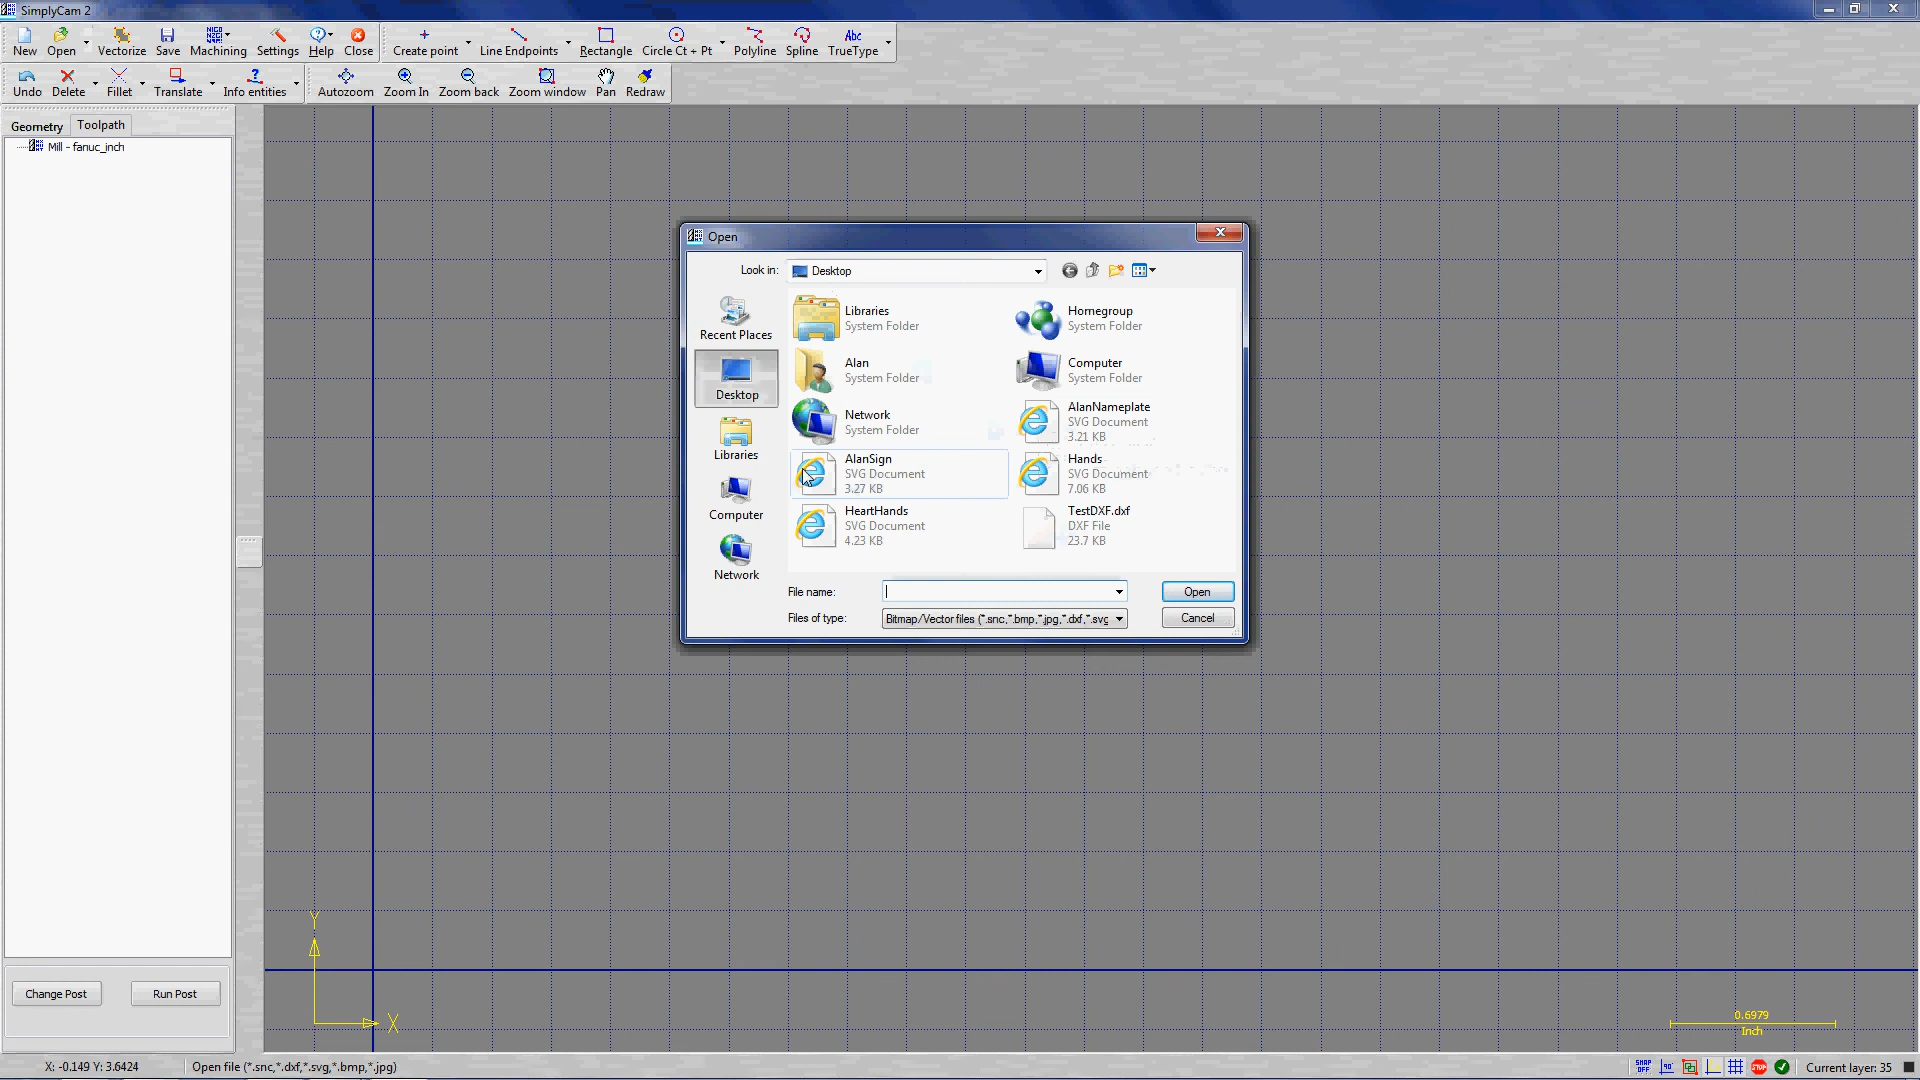 SimplyCam 2
New Open Vectorize Save Machining Settings Help Close Create point Line Endpoints Rectangle Circle Ct + Pt Polyline Spline TrueType
Undo Delete Fillet Translate Info entities Autozoom Zoom In Zoom back Zoom window Pan Redraw
Geometry Toolpath
Mill - fanuc_inch
Open
Look in: Desktop
Recent Places
Desktop
Libraries
Computer
Network
Libraries
System Folder
Homegroup
System Folder
Alan
System Folder
Computer
System Folder
Network
System Folder
AlanNameplate
SVG Document
3.21 KB
AlanSign
SVG Document
3.27 KB
Hands
SVG Document
7.06 KB
HeartHands
SVG Document
4.23 KB
TestDXF.dxf
DXF File
23.7 KB
File name: Open
Files of type: Bitmap/Vector files (*.snc,*.bmp,*.jpg,*.dxf,*.svg Cancel
Y
X
0.6979
Inch
Change Post Run Post
X: -0.149 Y: 3.6424 Open file (*.snc,*.dxf,*.svg,*.bmp,*.jpg) SNAP OFF STOP Current layer: 35